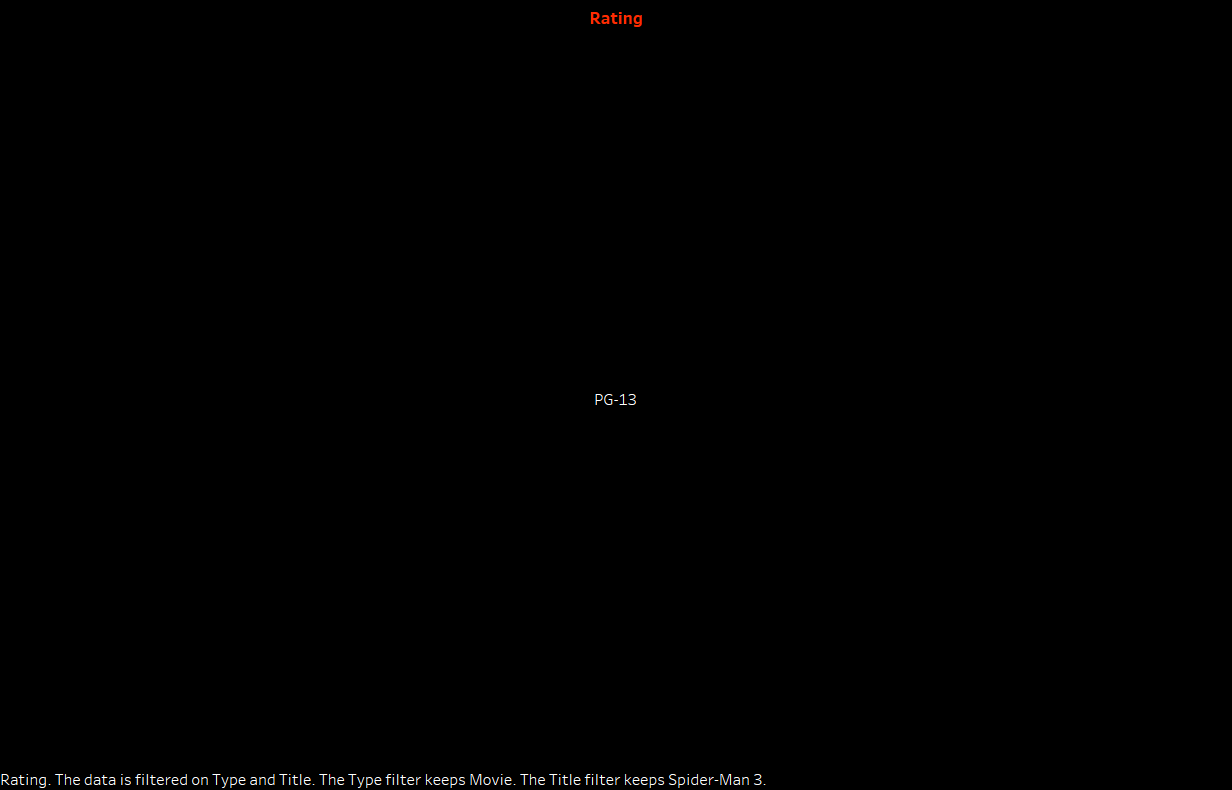 Rating
PG-13
Rating. The data is filtered on Type and Title. The Type filter keeps Movie. The Title filter keeps Spider-Man 3.